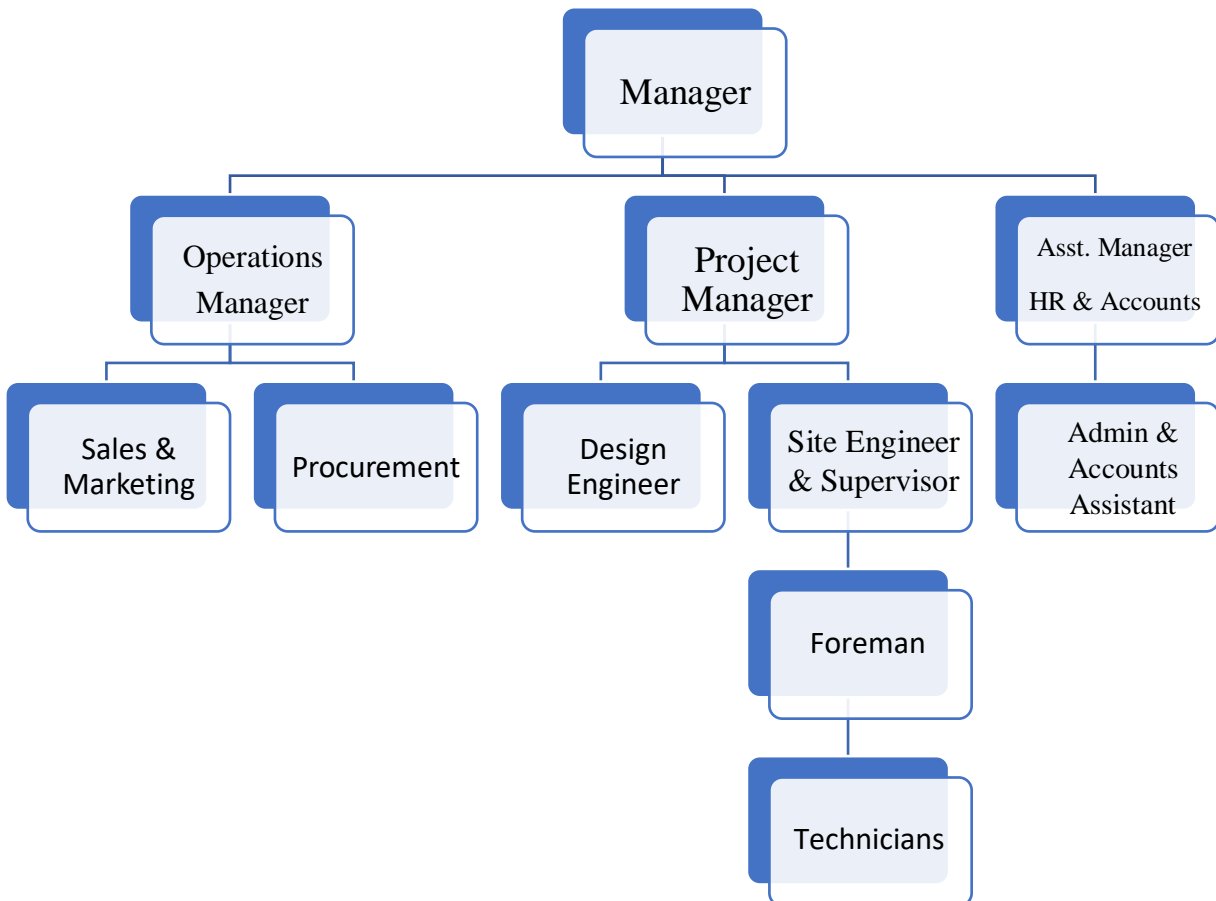 Manager
Operations
Manager
Project
Manager
Asst. Manager
HR & Accounts
Sales &
Marketing
Procurement
Design
Engineer
Site Engineer
& Supervisor
Admin &
Accounts
Assistant
Foreman
Technicians